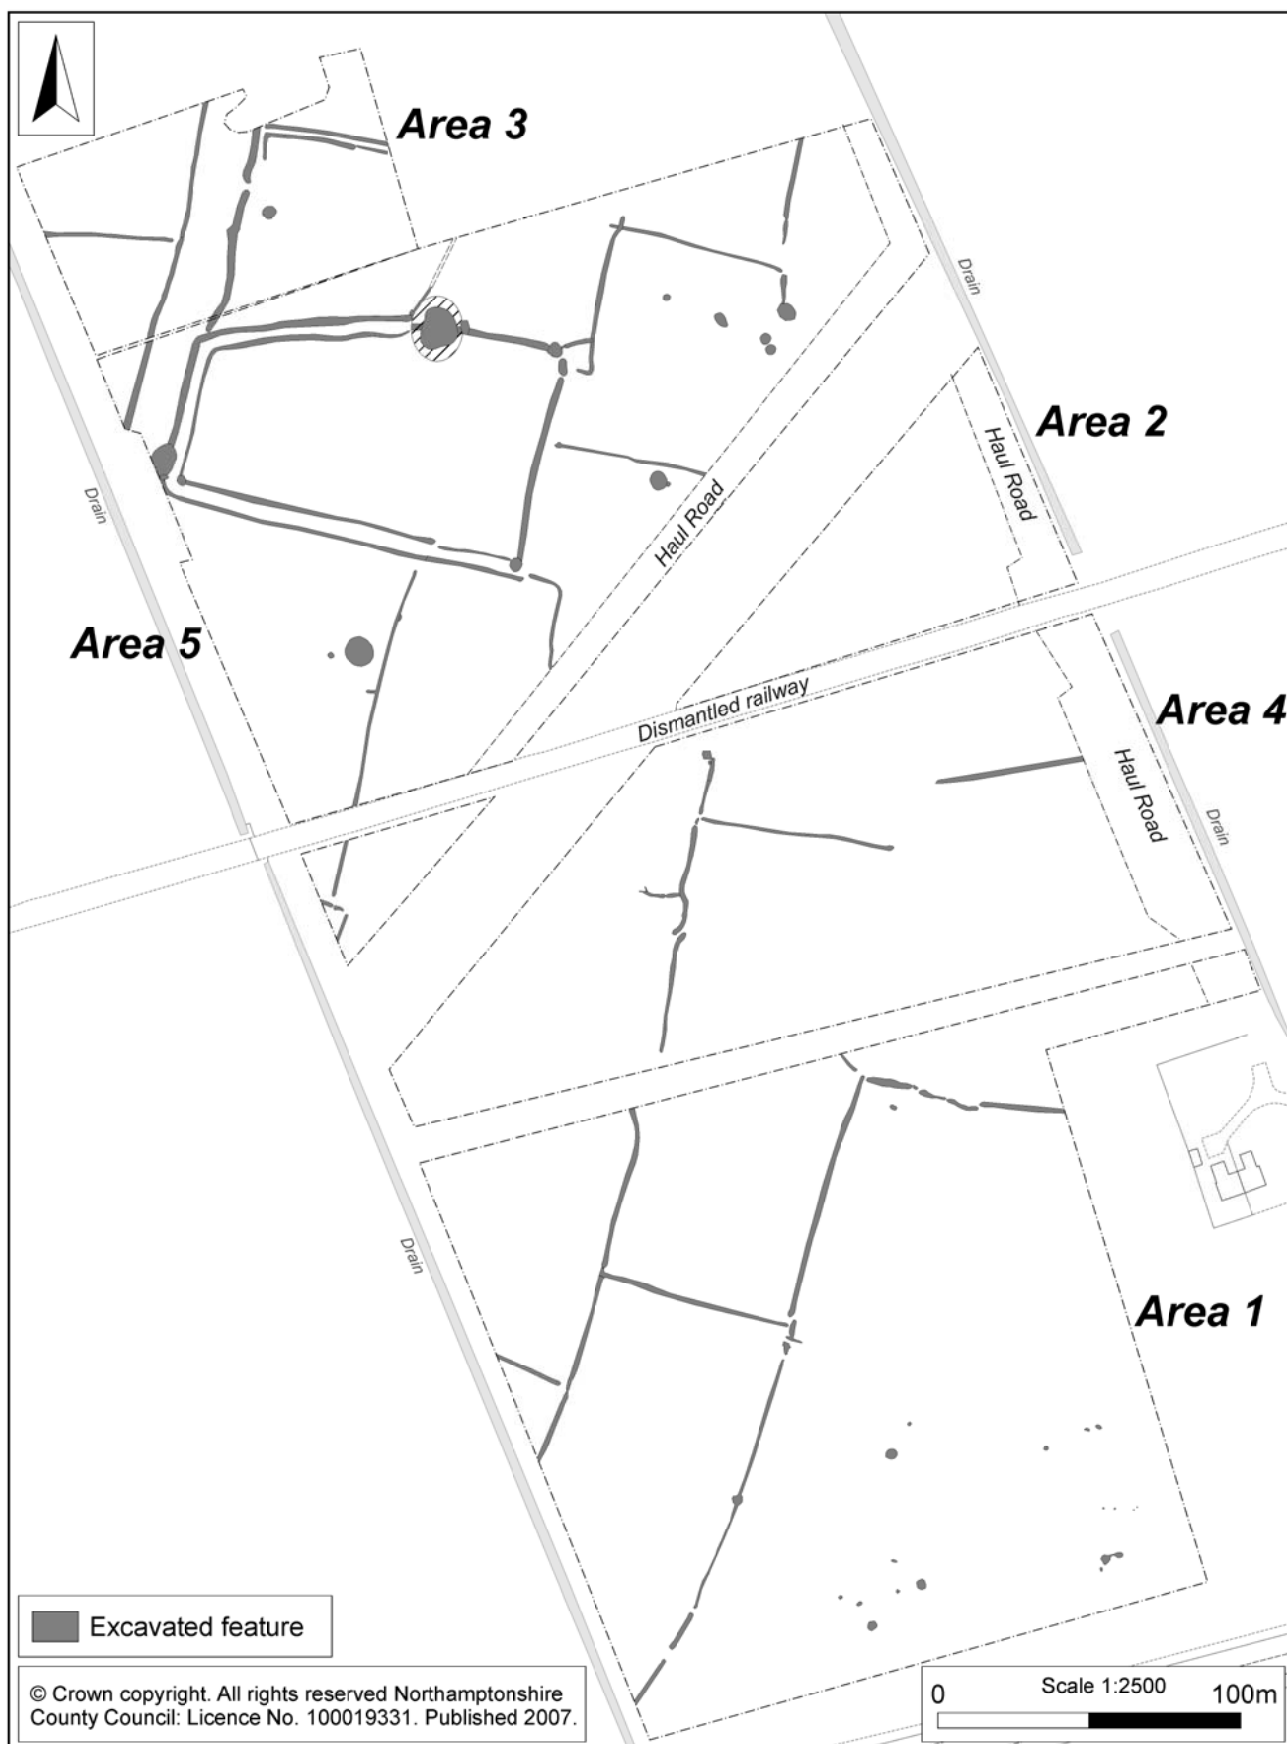 Area 3
Drain
Area 2
Haul Road
Haul Road
Drain
Area 5
Dismantled railway
Area 4
Haul Road
Drain
Drain
Area 1
Excavated feature
© Crown copyright. All rights reserved Northamptonshire
County Council: Licence No. 100019331. Published 2007.
Scale 1:2500
0 100m